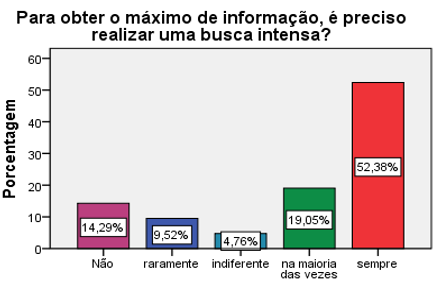 Para obter o máximo de informação, é preciso
realizar uma busca intensa?
Porcentagem
60
50
40
30
20
10
0
14,29%
9,52%
4,76%
19,05%
52,38%
Não
raramente
indiferente
na maioria
das vezes
sempre